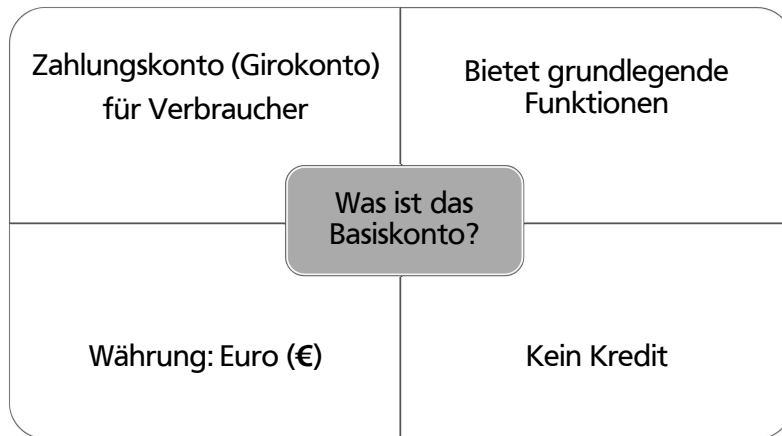 Zahlungskonto (Girokonto)
für Verbraucher
Bietet grundlegende
Funktionen
Was ist das
Basiskonto?
Währung: Euro (€)
Kein Kredit